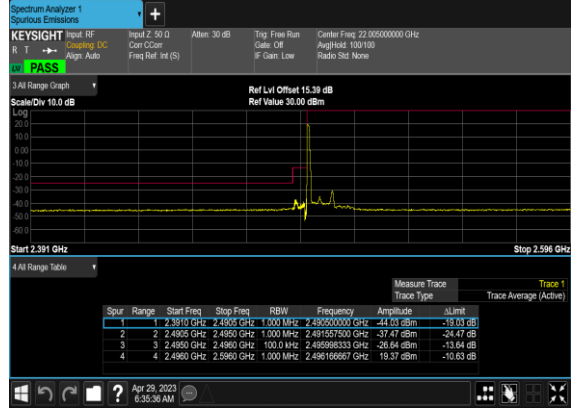 Spectrum Analyzer 1
Spurious Emissions
KEYSIGHT Input: RF Input Z: 50 Ω Atten: 30 dB Trig: Free Run Center Freq: 22.005000000 GHz
R T Coupling: DC Corr CCorr Gate: Off Avg|Hold: 100/100
Align: Auto Freq Ref: Int (S) IF Gain: Low Radio Std: None
LV PASS
3 All Range Graph
Ref Lvl Offset 15.39 dB
Scale/Div 10.0 dB Ref Value 30.00 dBm
Log
20.0
10.0
0.00
-10.0
-20.0
-30.0
-40.0
-50.0
-60.0
Start 2.391 GHz Stop 2.596 GHz
4 All Range Table
Measure Trace Trace 1
Trace Type Trace Average (Active)
Spur Range Start Freq Stop Freq RBW Frequency Amplitude ΔLimit
1 1 2.3910 GHz 2.4905 GHz 1.000 MHz 2.490500000 GHz -44.03 dBm -19.03 dB
2 2 2.4905 GHz 2.4950 GHz 1.000 MHz 2.491557500 GHz -37.47 dBm -24.47 dB
3 3 2.4950 GHz 2.4960 GHz 100.0 kHz 2.495998333 GHz -26.64 dBm -13.64 dB
4 4 2.4960 GHz 2.5960 GHz 1.000 MHz 2.496166667 GHz 19.37 dBm -10.63 dB
? Apr 29, 2023
6:35:36 AM